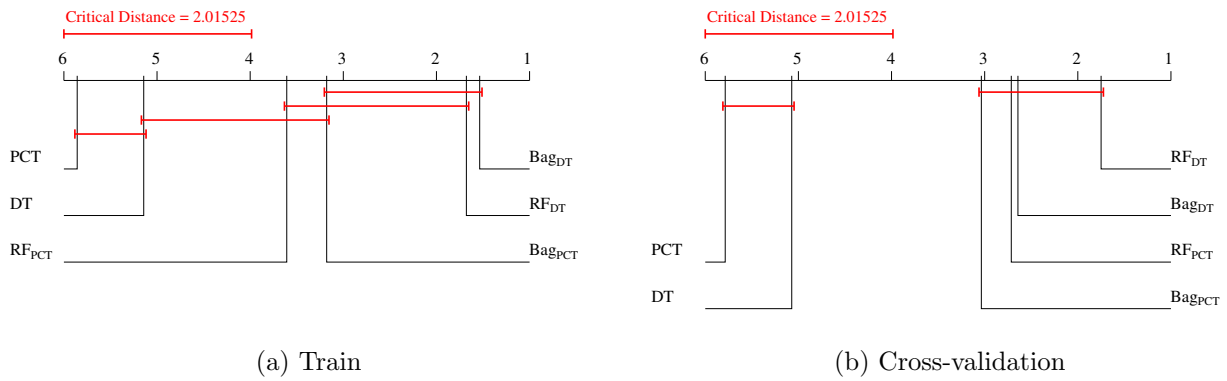 Critical Distance = 2.01525
6 5 4 3 2 1
PCT
DT
RF_PCT
Bag_DT
RF_DT
Bag_PCT
(a) Train
Critical Distance = 2.01525
6 5 4 3 2 1
PCT
DT
RF_DT
Bag_DT
RF_PCT
Bag_PCT
(b) Cross-validation